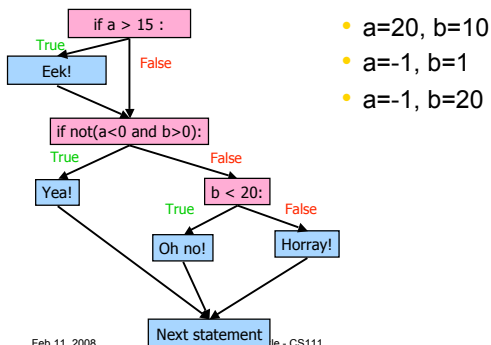 if a > 15 :
True
False
Eek!
if not(a<0 and b>0):
True
False
Yea!
b < 20:
True
False
Oh no!
Horray!
Next statement
a=20, b=10
a=-1, b=1
a=-1, b=20
Feb 11, 2008
- CS111